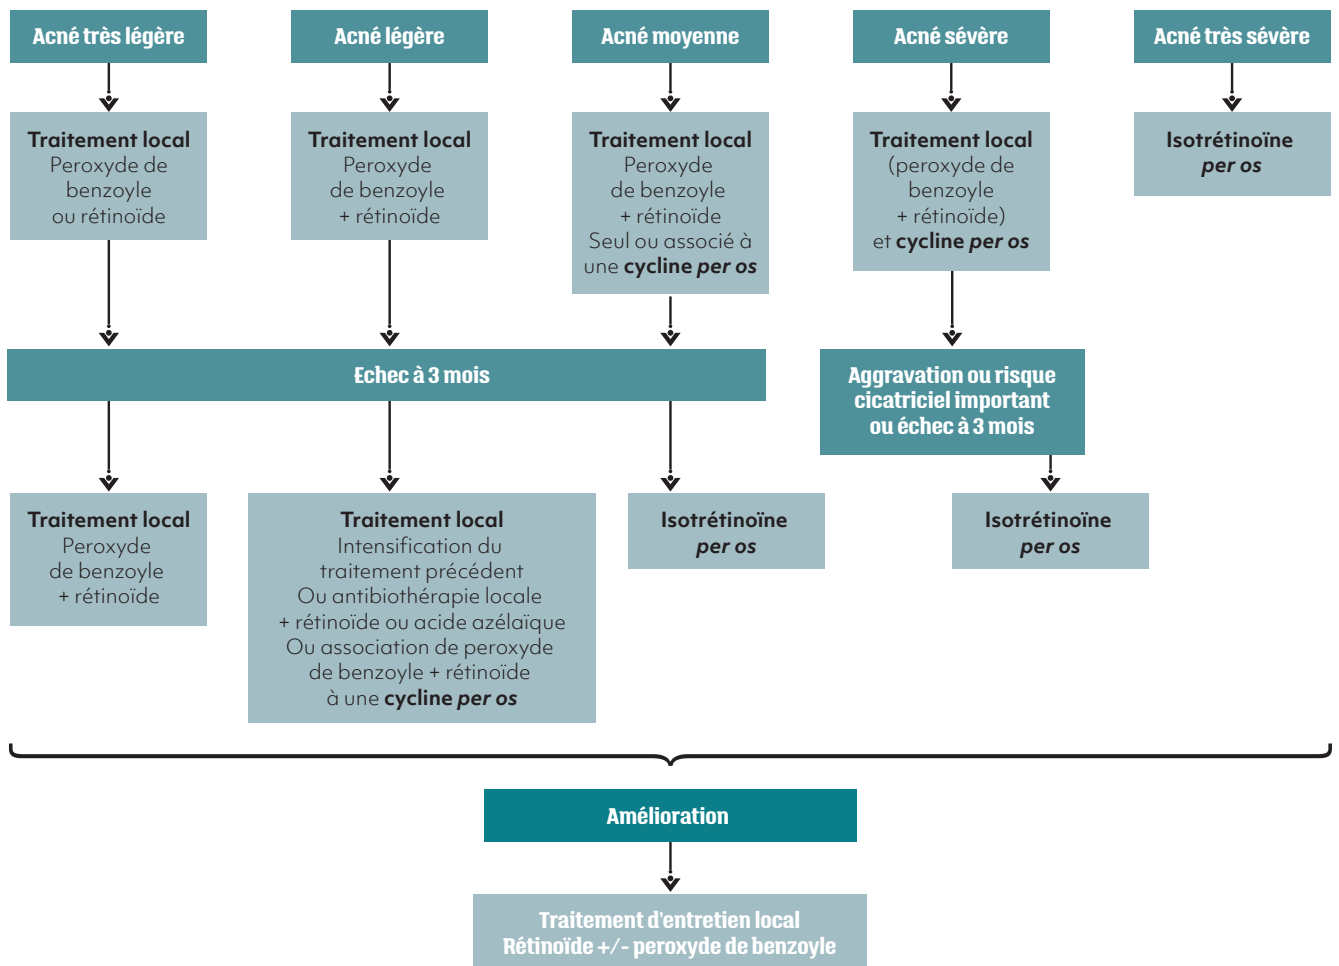 Acné très légère
Acné légère
Acné moyenne
Acné sévère
Acné très sévère
Traitement local
Peroxyde de
benzoyle
ou rétinoïde
Traitement local
Peroxyde
de benzoyle
+ rétinoïde
Traitement local
Peroxyde
de benzoyle
+ rétinoïde
Seul ou associé à
une cycline per os
Traitement local
(peroxyde de
benzoyle
+ rétinoïde)
et cycline per os
Isotrétinoïne
per os
Echec à 3 mois
Aggravation ou risque
cicatriciel important
ou échec à 3 mois
Traitement local
Peroxyde
de benzoyle
+ rétinoïde
Traitement local
Intensification du
traitement précédent
Ou antibiothérapie locale
+ rétinoïde ou acide azélaïque
Ou association de peroxyde
de benzoyle + rétinoïde
à une cycline per os
Isotrétinoïne
per os
Isotrétinoïne
per os
Amélioration
Traitement d'entretien local
Rétinoïde +/- peroxyde de benzoyle